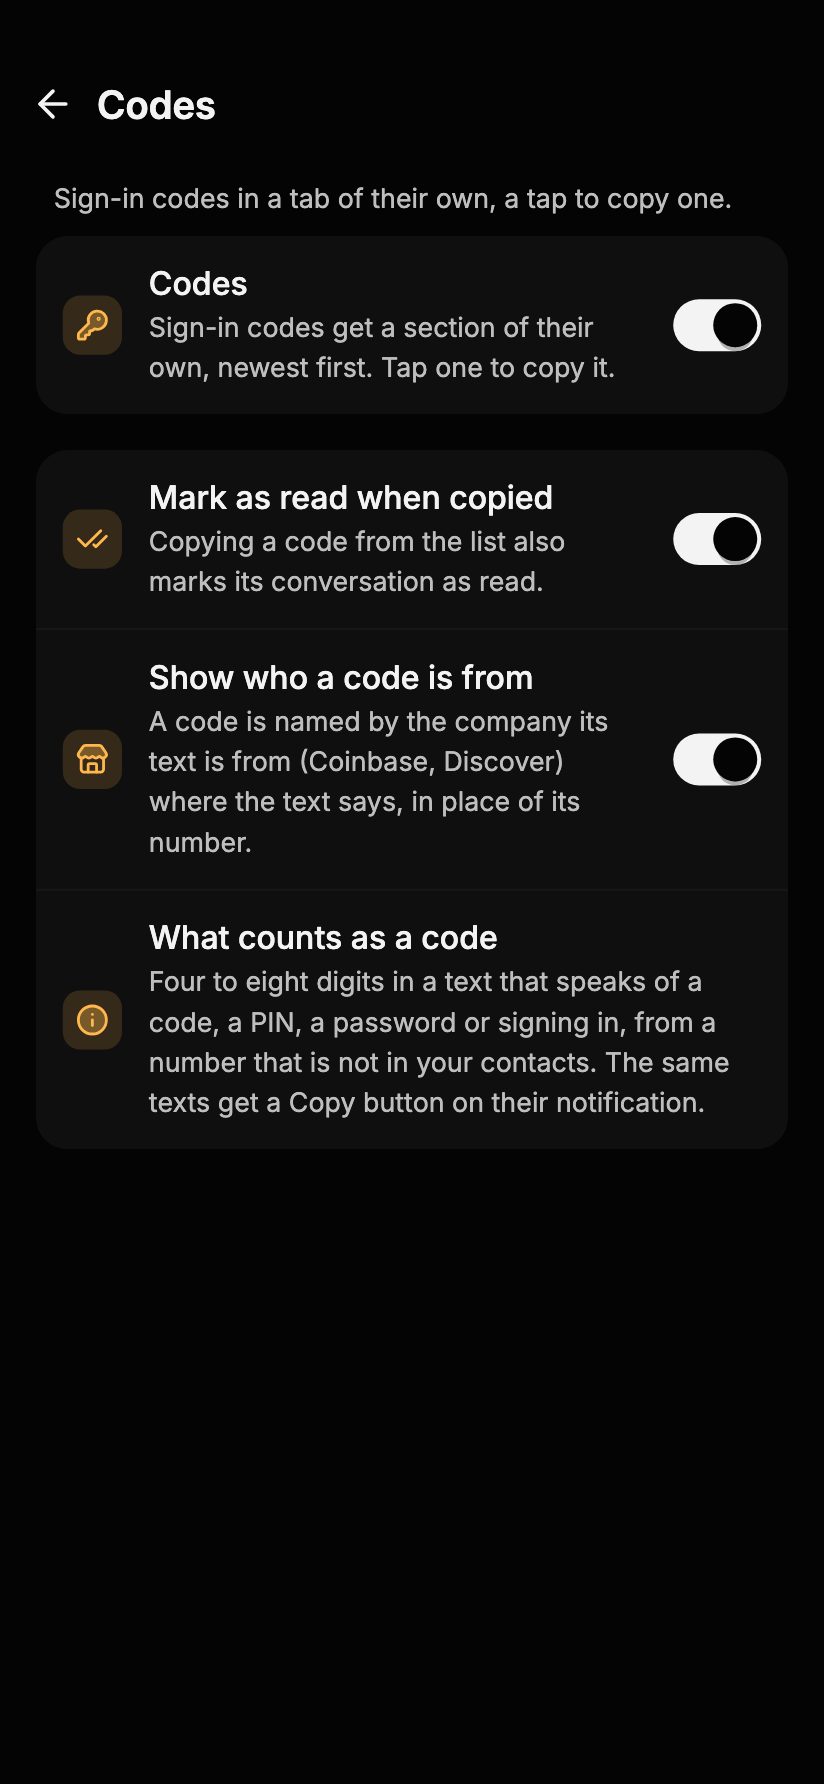 Codes
Sign-in codes in a tab of their own, a tap to copy one.
Codes
Sign-in codes get a section of their
own, newest first. Tap one to copy it.
Mark as read when copied
Copying a code from the list also
marks its conversation as read.
Show who a code is from
A code is named by the company its
text is from (Coinbase, Discover)
where the text says, in place of its
number.
What counts as a code
Four to eight digits in a text that speaks of a
code, a PIN, a password or signing in, from a
number that is not in your contacts. The same
texts get a Copy button on their notification.